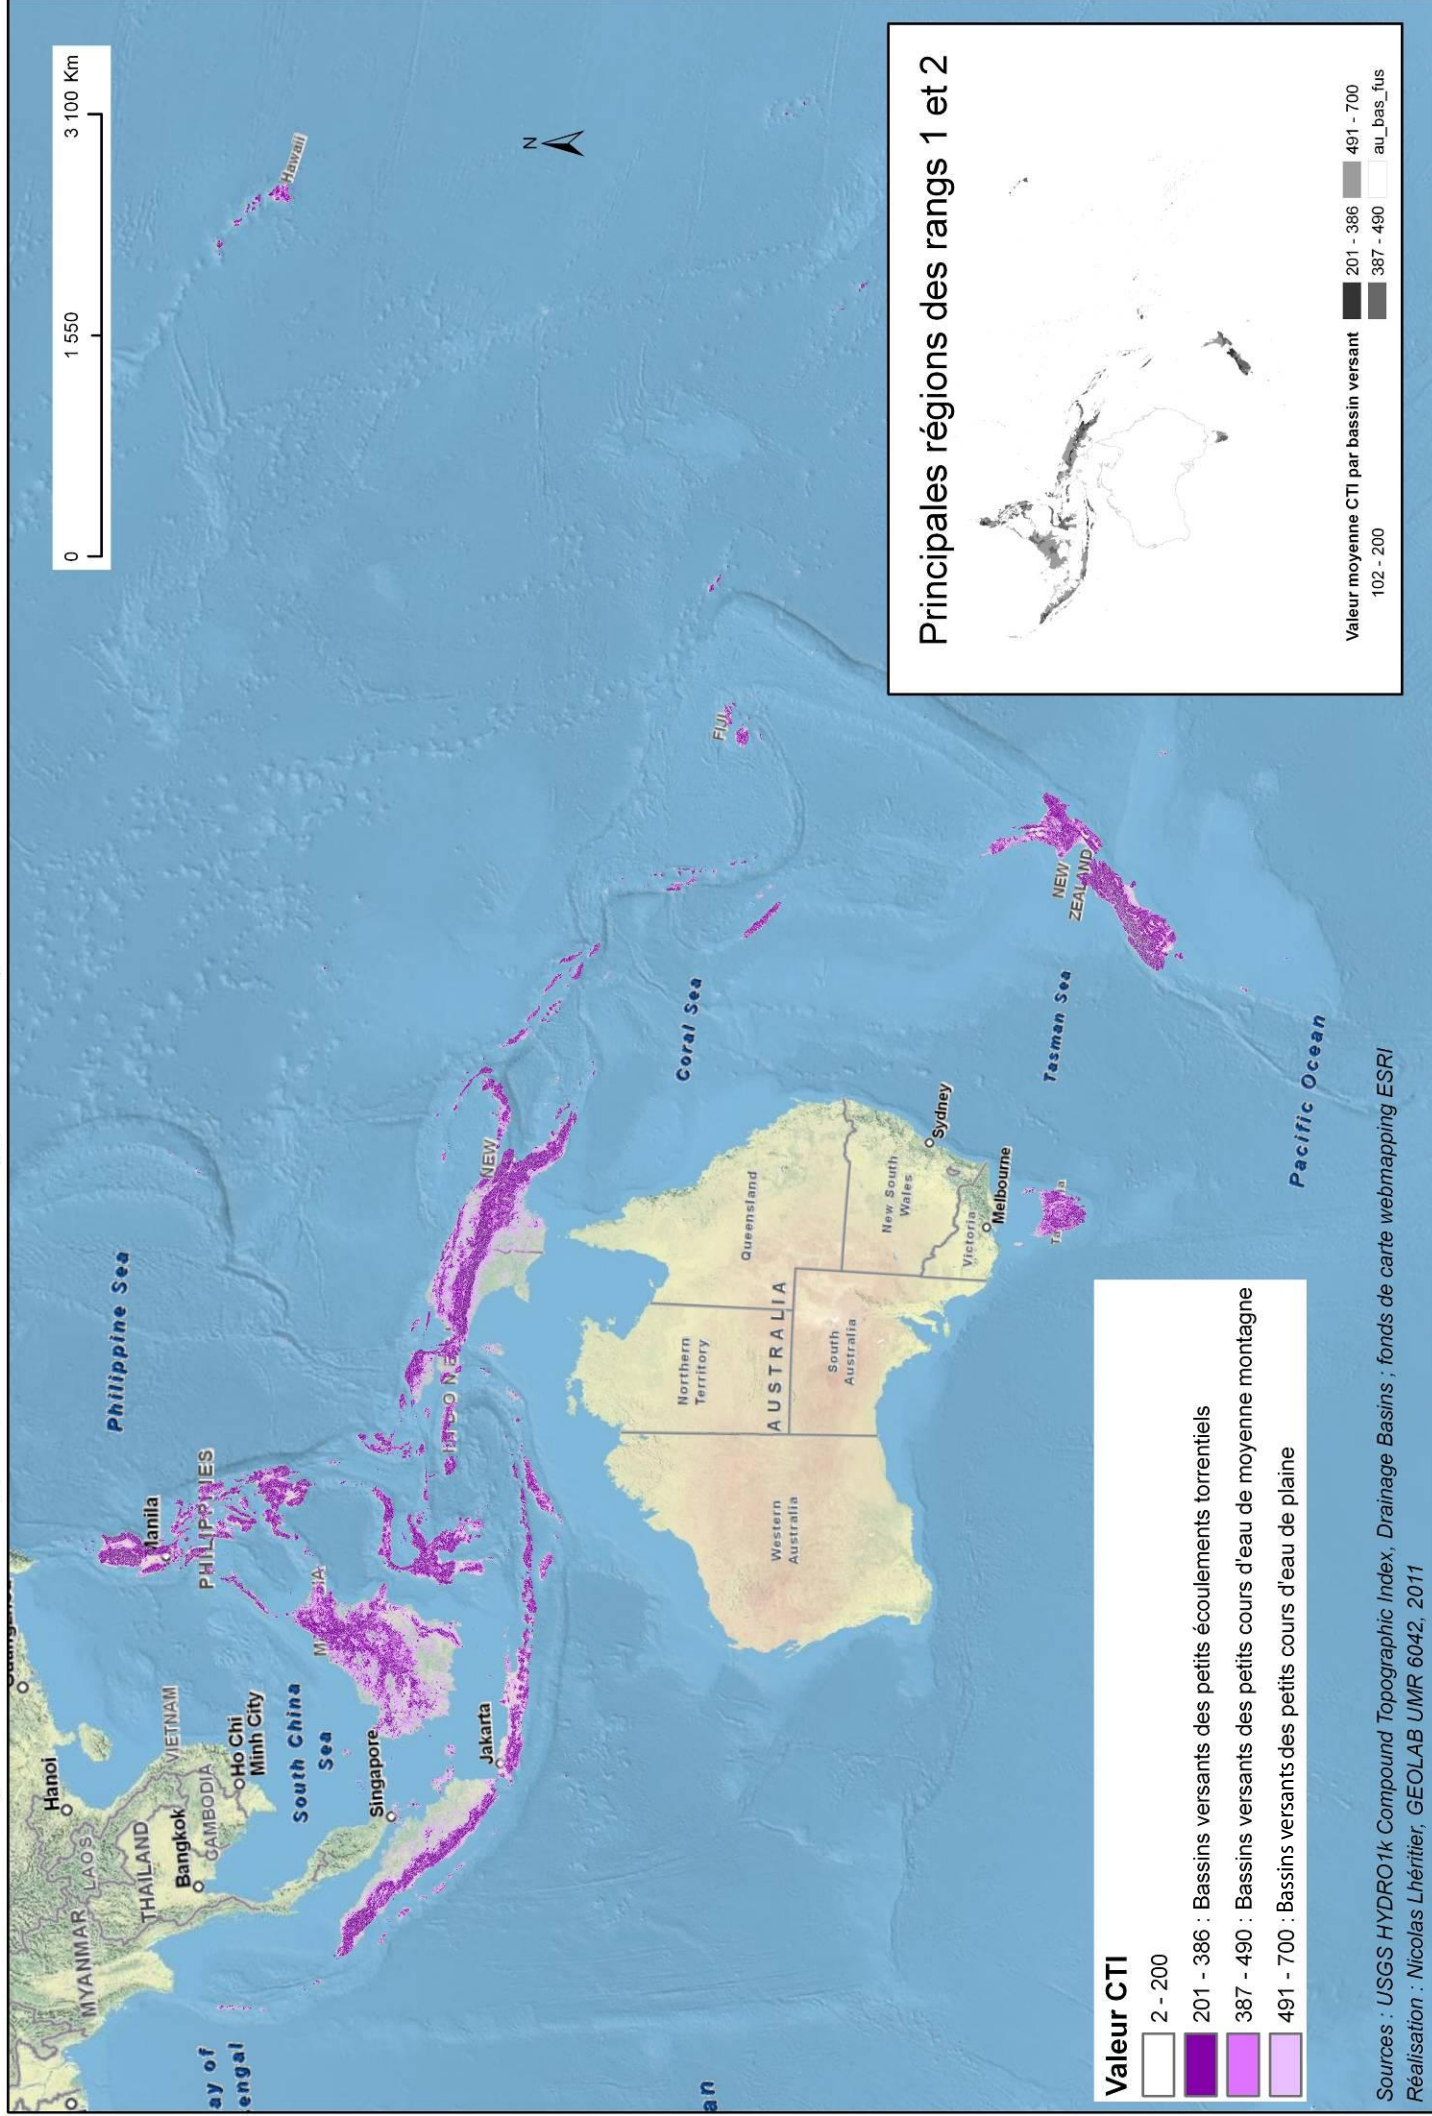 0 1 550 3 100 Km
N
Hawaii
FIJI
Philippine Sea
Manila
PHILIPPINES
Hanoi
VIETNAM
LAOS
MYANMAR
THAILAND
Bangkok
CAMBODIA
Ho Chi
Minh City
South China
Sea
Singapore
Jakarta
NEW
Coral Sea
AUSTRALIA
Northern
Territory
Queensland
Western
Australia
South
Australia
New South
Wales
Sydney
Victoria
Melbourne
Tasman Sea
NEW
ZEALAND
Pacific Ocean
ay of
engal
an
Principales régions des rangs 1 et 2
Valeur moyenne CTI par bassin versant
102 - 200
201 - 386
387 - 490
491 - 700
au_bas_fus
Valeur CTI
2 - 200
201 - 386 : Bassins versants des petits écoulements torrentiels
387 - 490 : Bassins versants des petits cours d'eau de moyenne montagne
491 - 700 : Bassins versants des petits cours d'eau de plaine
Sources : USGS HYDRO1k Compound Topographic Index, Drainage Basins ; fonds de carte webmapping ESRI
Réalisation : Nicolas Lhéritier, GEOLAB UMR 6042, 2011